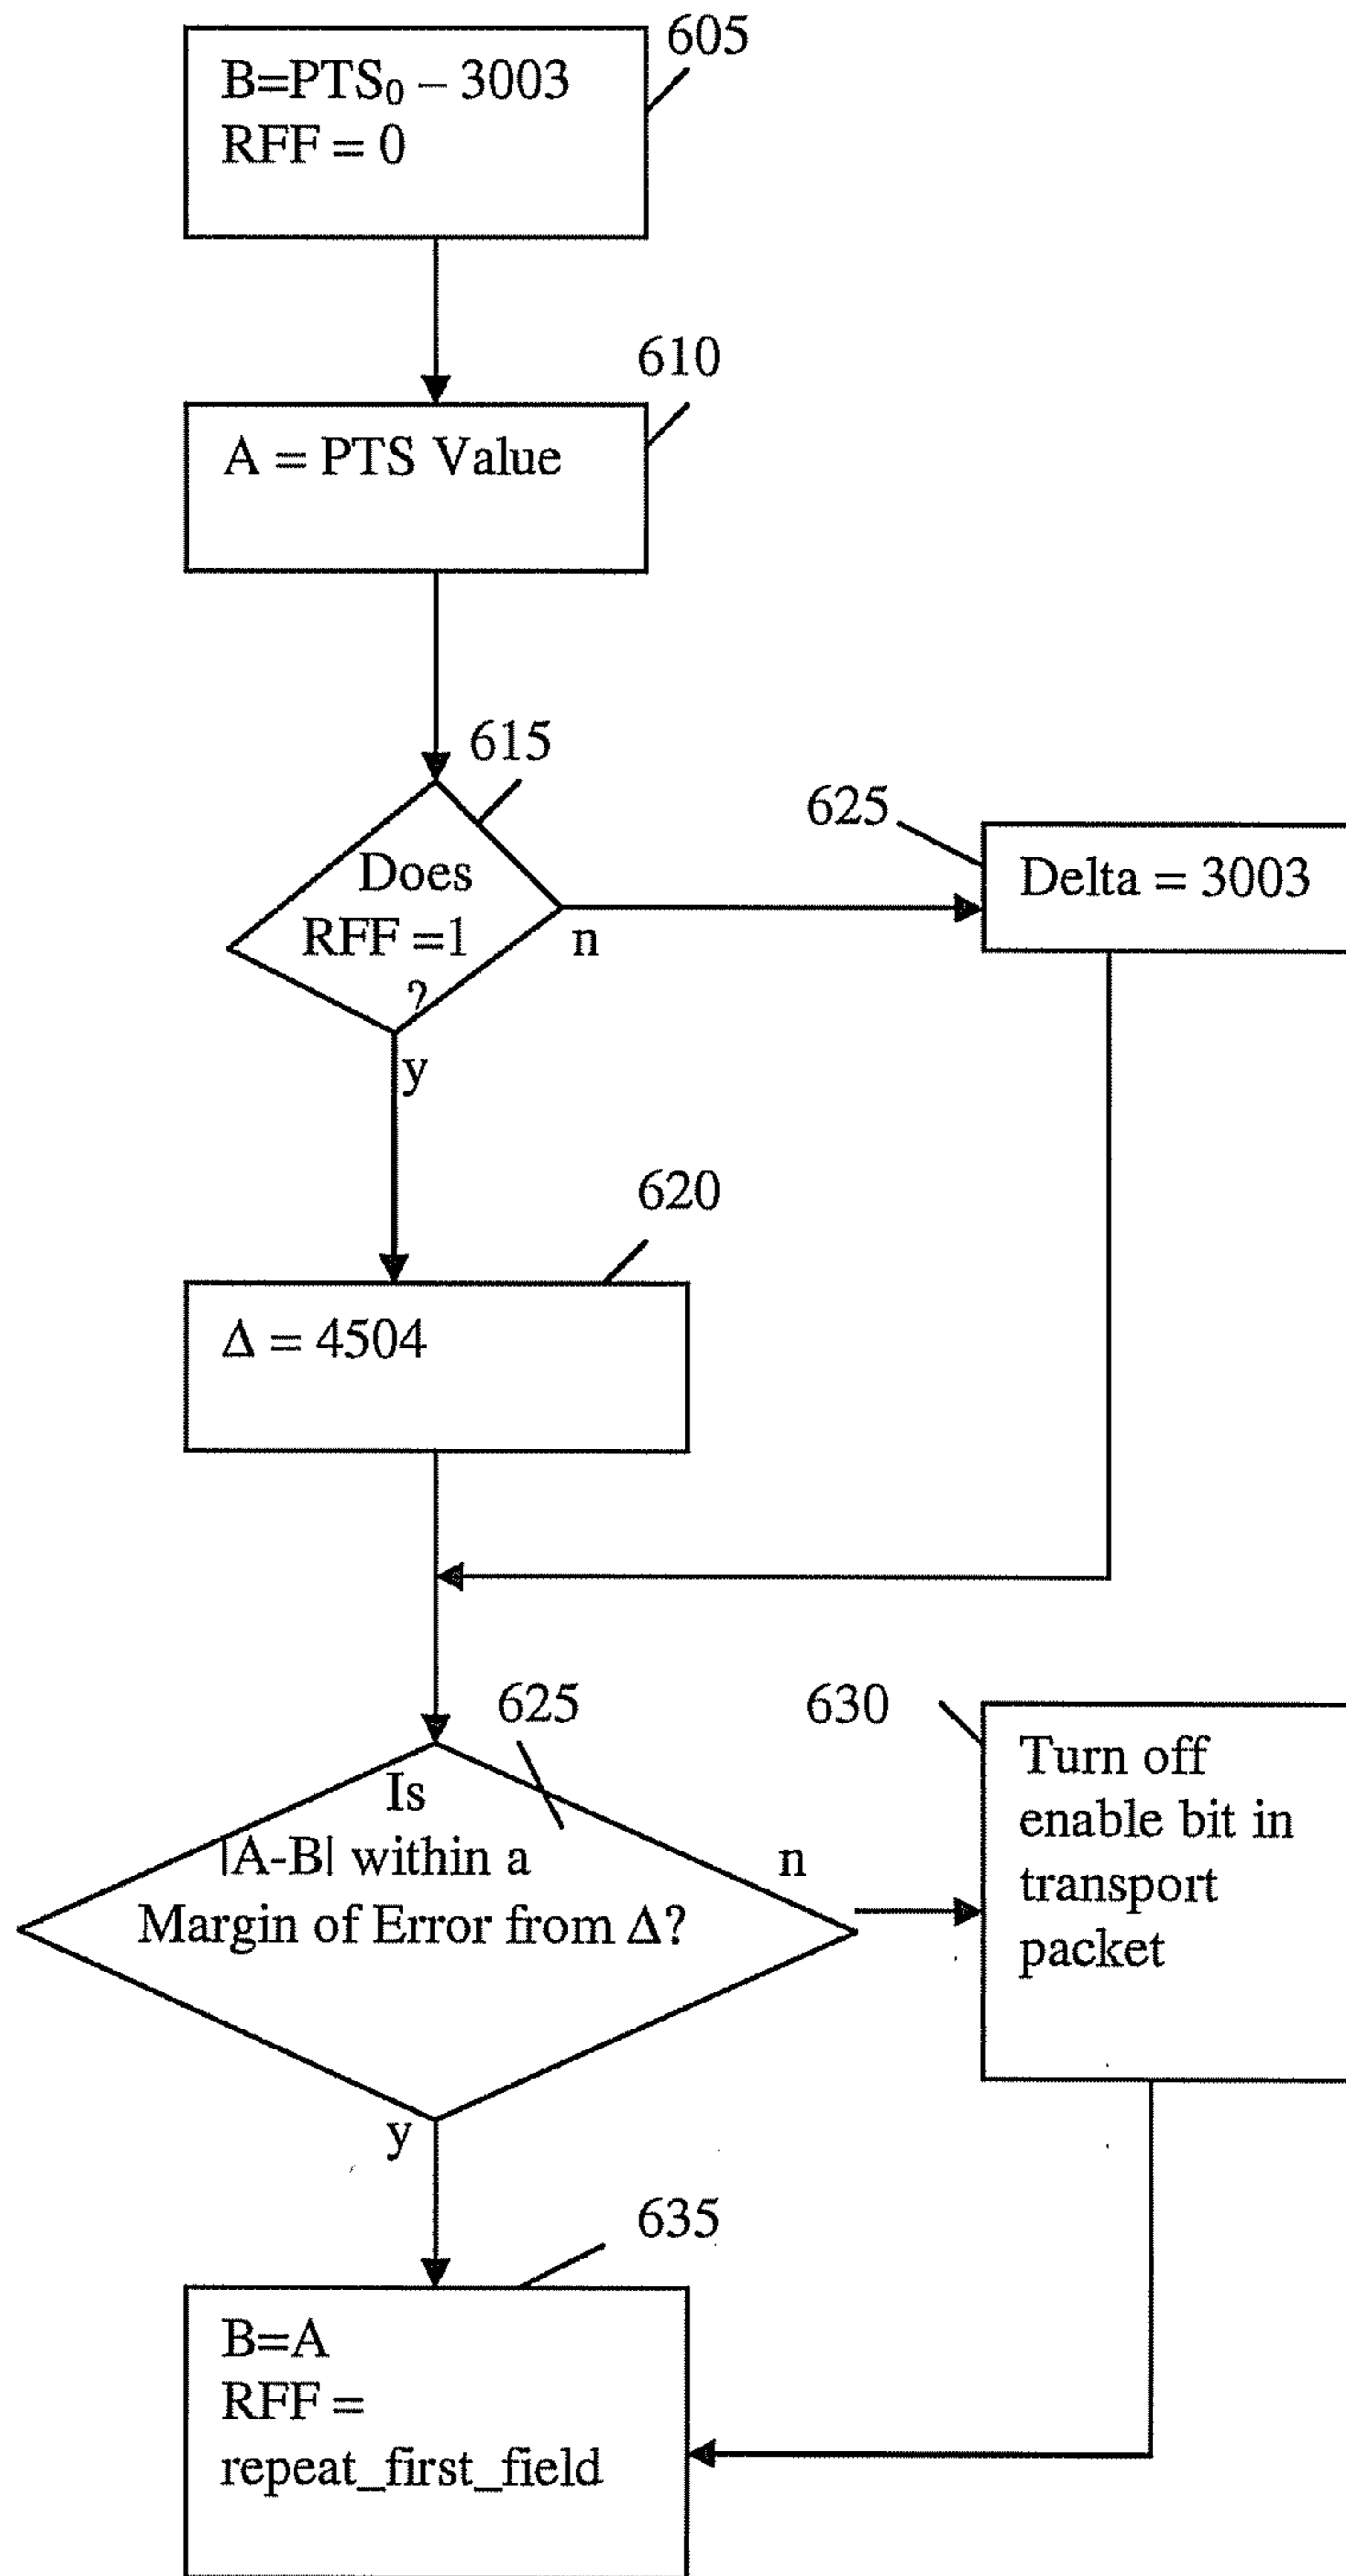 605
B=PTS₀ – 3003
RFF = 0
610
A = PTS Value
615
Does
RFF =1
?
n
y
625
Delta = 3003
620
Δ = 4504
625
Is
|A-B| within a
Margin of Error from Δ?
n
y
630
Turn off
enable bit in
transport
packet
635
B=A
RFF =
repeat_first_field